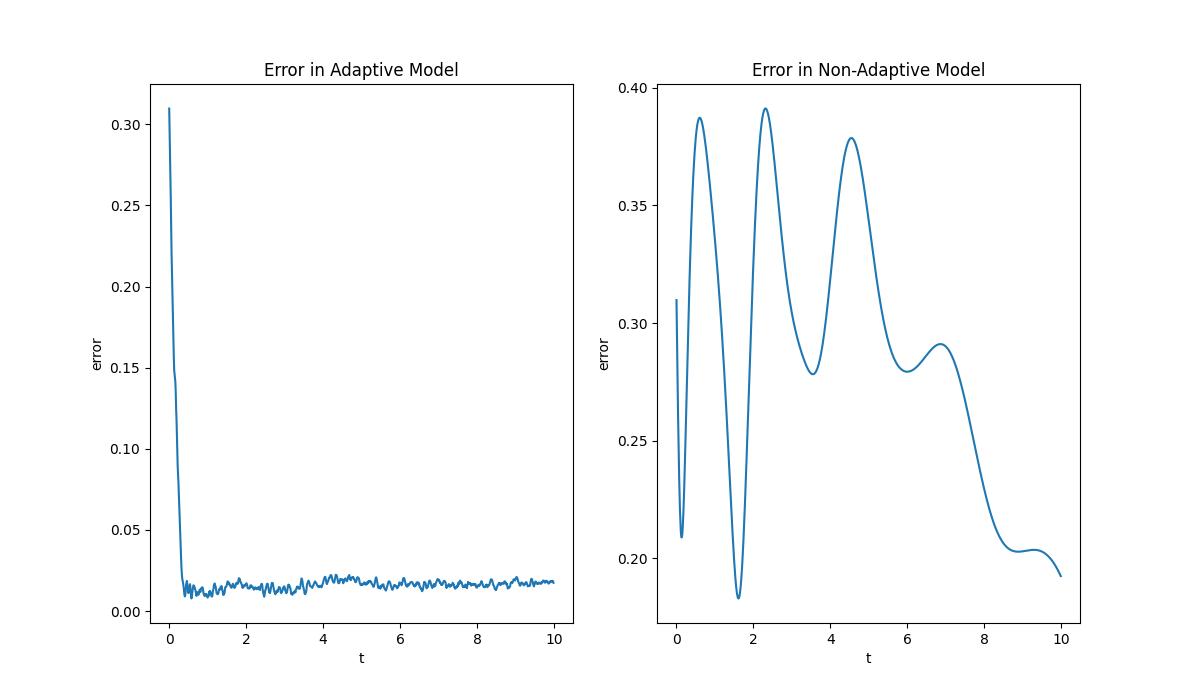 Error in Adaptive Model
0.30
0.25
0.20
0.15
0.10
0.05
0.00
error
0 2 4 6 8 10
t
Error in Non-Adaptive Model
0.40
0.35
0.30
0.25
0.20
error
0 2 4 6 8 10
t